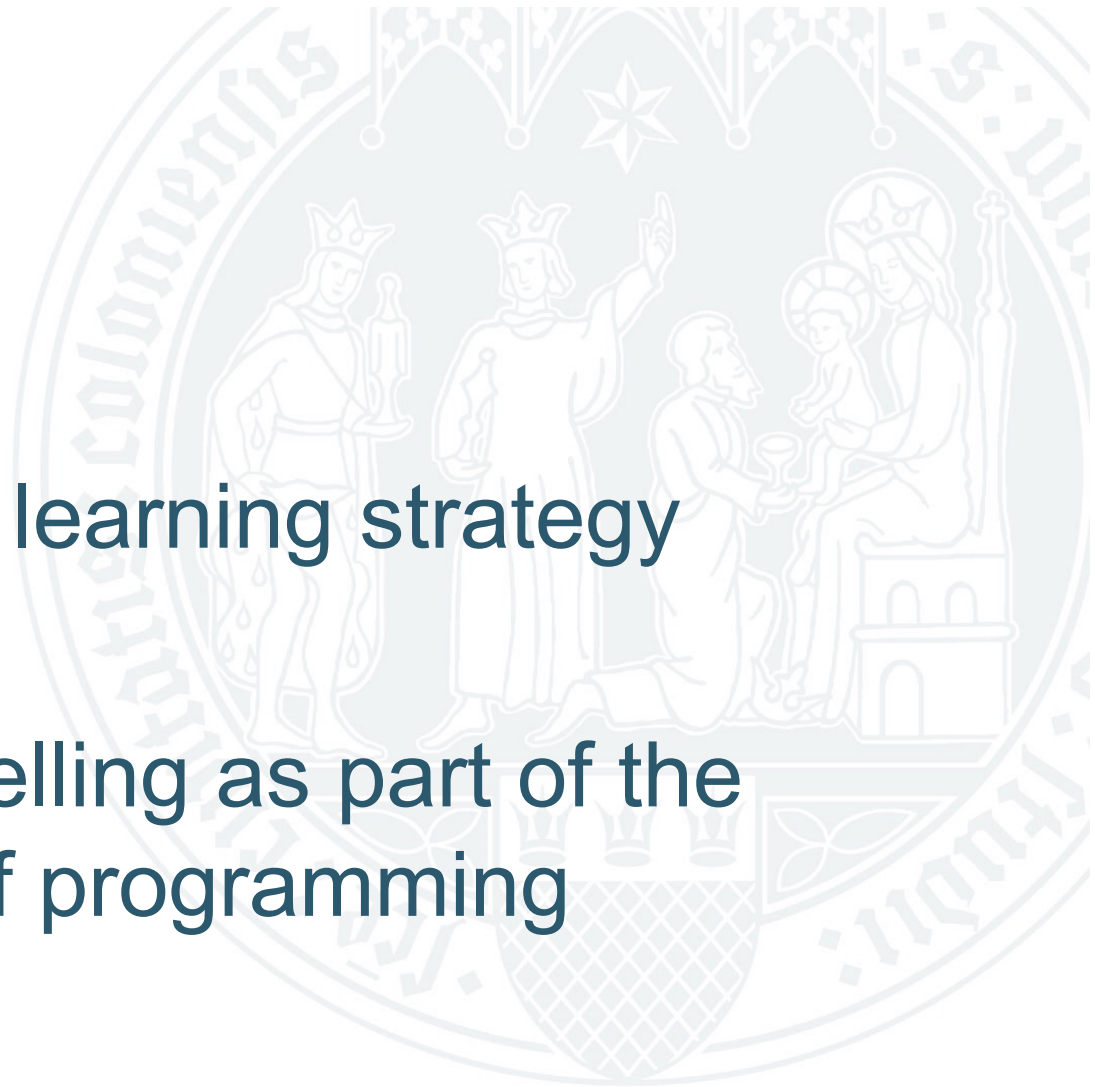 learning strategy
elling as part of the
f programming